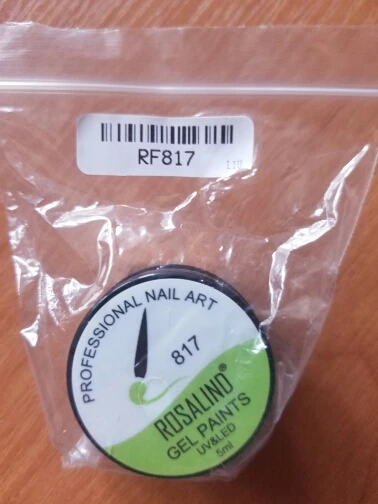 RF817
PROFESSIONAL NAIL ART
817
ROSALIND®
GEL PAINTS
UV&LED
5ml